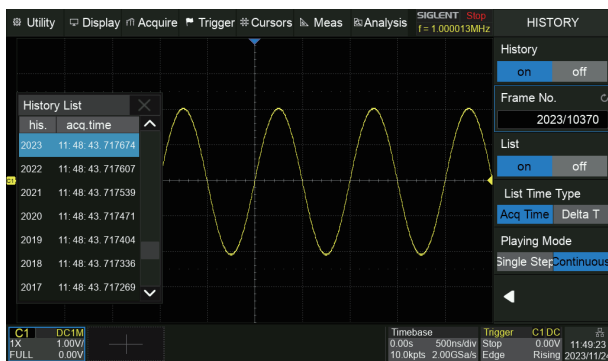 Utility Display Acquire Trigger Cursors Meas Analysis SIGLENT Stop HISTORY
f = 1.000013MHz
History
on off
Frame No.
2023/10370
List
on off
List Time Type
Acq Time Delta T
Playing Mode
Single Step Continuous
History List
his. acq.time
2023 11: 48: 43. 717674
2022 11: 48: 43. 717607
2021 11: 48: 43. 717539
2020 11: 48: 43. 717471
2019 11: 48: 43. 717404
2018 11: 48: 43. 717336
2017 11: 48: 43. 717269
C1
C1 DC1M
1X 1.00V/
FULL 0.00V
Timebase
0.00s 500ns/div
10.0kpts 2.00GSa/s
Trigger C1 DC
Stop 0.00V
Edge Rising
11:49:23
2023/11/24